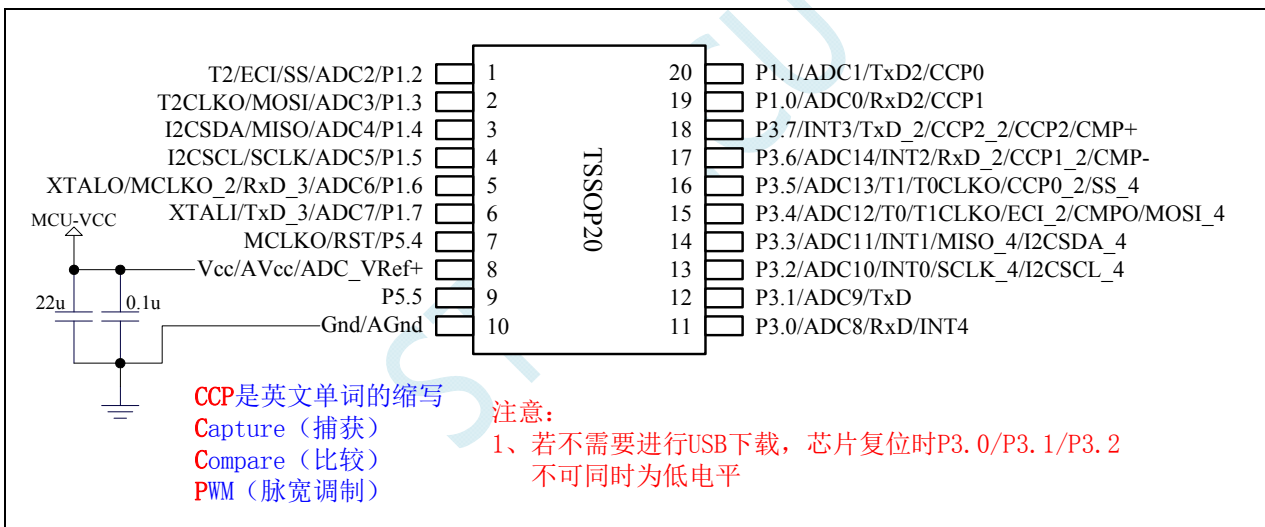 T2/ECI/SS/ADC2/P1.2 1 20 P1.1/ADC1/TxD2/CCP0
T2CLKO/MOSI/ADC3/P1.3 2 19 P1.0/ADC0/RxD2/CCP1
I2CSDA/MISO/ADC4/P1.4 3 18 P3.7/INT3/TxD_2/CCP2_2/CCP2/CMP+
I2CSCL/SCLK/ADC5/P1.5 4 17 P3.6/ADC14/INT2/RxD_2/CCP1_2/CMP-
XTALO/MCLKO_2/RxD_3/ADC6/P1.6 5 16 P3.5/ADC13/T1/T0CLKO/CCP0_2/SS_4
XTALI/TxD_3/ADC7/P1.7 6 15 P3.4/ADC12/T0/T1CLKO/ECI_2/CMPO/MOSI_4
MCLKO/RST/P5.4 7 14 P3.3/ADC11/INT1/MISO_4/I2CSDA_4
Vcc/AVcc/ADC_VRef+ 8 13 P3.2/ADC10/INT0/SCLK_4/I2CSCL_4
P5.5 9 12 P3.1/ADC9/TxD
Gnd/AGnd 10 11 P3.0/ADC8/RxD/INT4
TSSOP20
MCU-VCC
22u 0.1u
CCP是英文单词的缩写
Capture（捕获）
Compare（比较）
PWM（脉宽调制）
注意：
1、若不需要进行USB下载，芯片复位时P3.0/P3.1/P3.2
不可同时为低电平